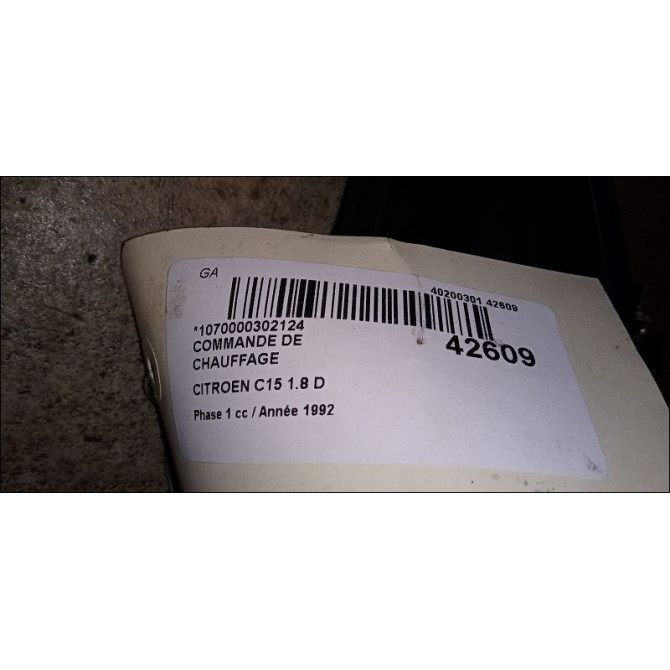 GA
40200301 42609
*1070000302124
42609
COMMANDE DE
CHAUFFAGE
CITROEN C15 1.8 D
Phase 1 cc / Année 1992